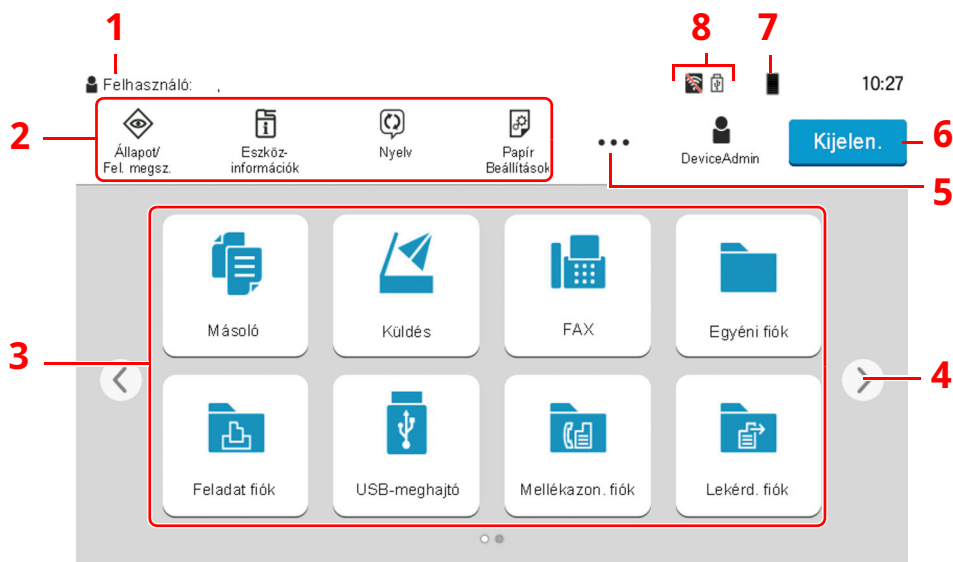 1
8
7
Felhasználó: ,
10:27
2
Állapot/
Fel. megsz.
Eszköz-
információk
Nyelv
Papír
Beállítások
DeviceAdmin
Kijelen.
6
5
Másoló
Küldés
FAX
Egyéni fiók
3
4
Feladat fiók
USB-meghajtó
Mellékazon. fiók
Lekérd. fiók